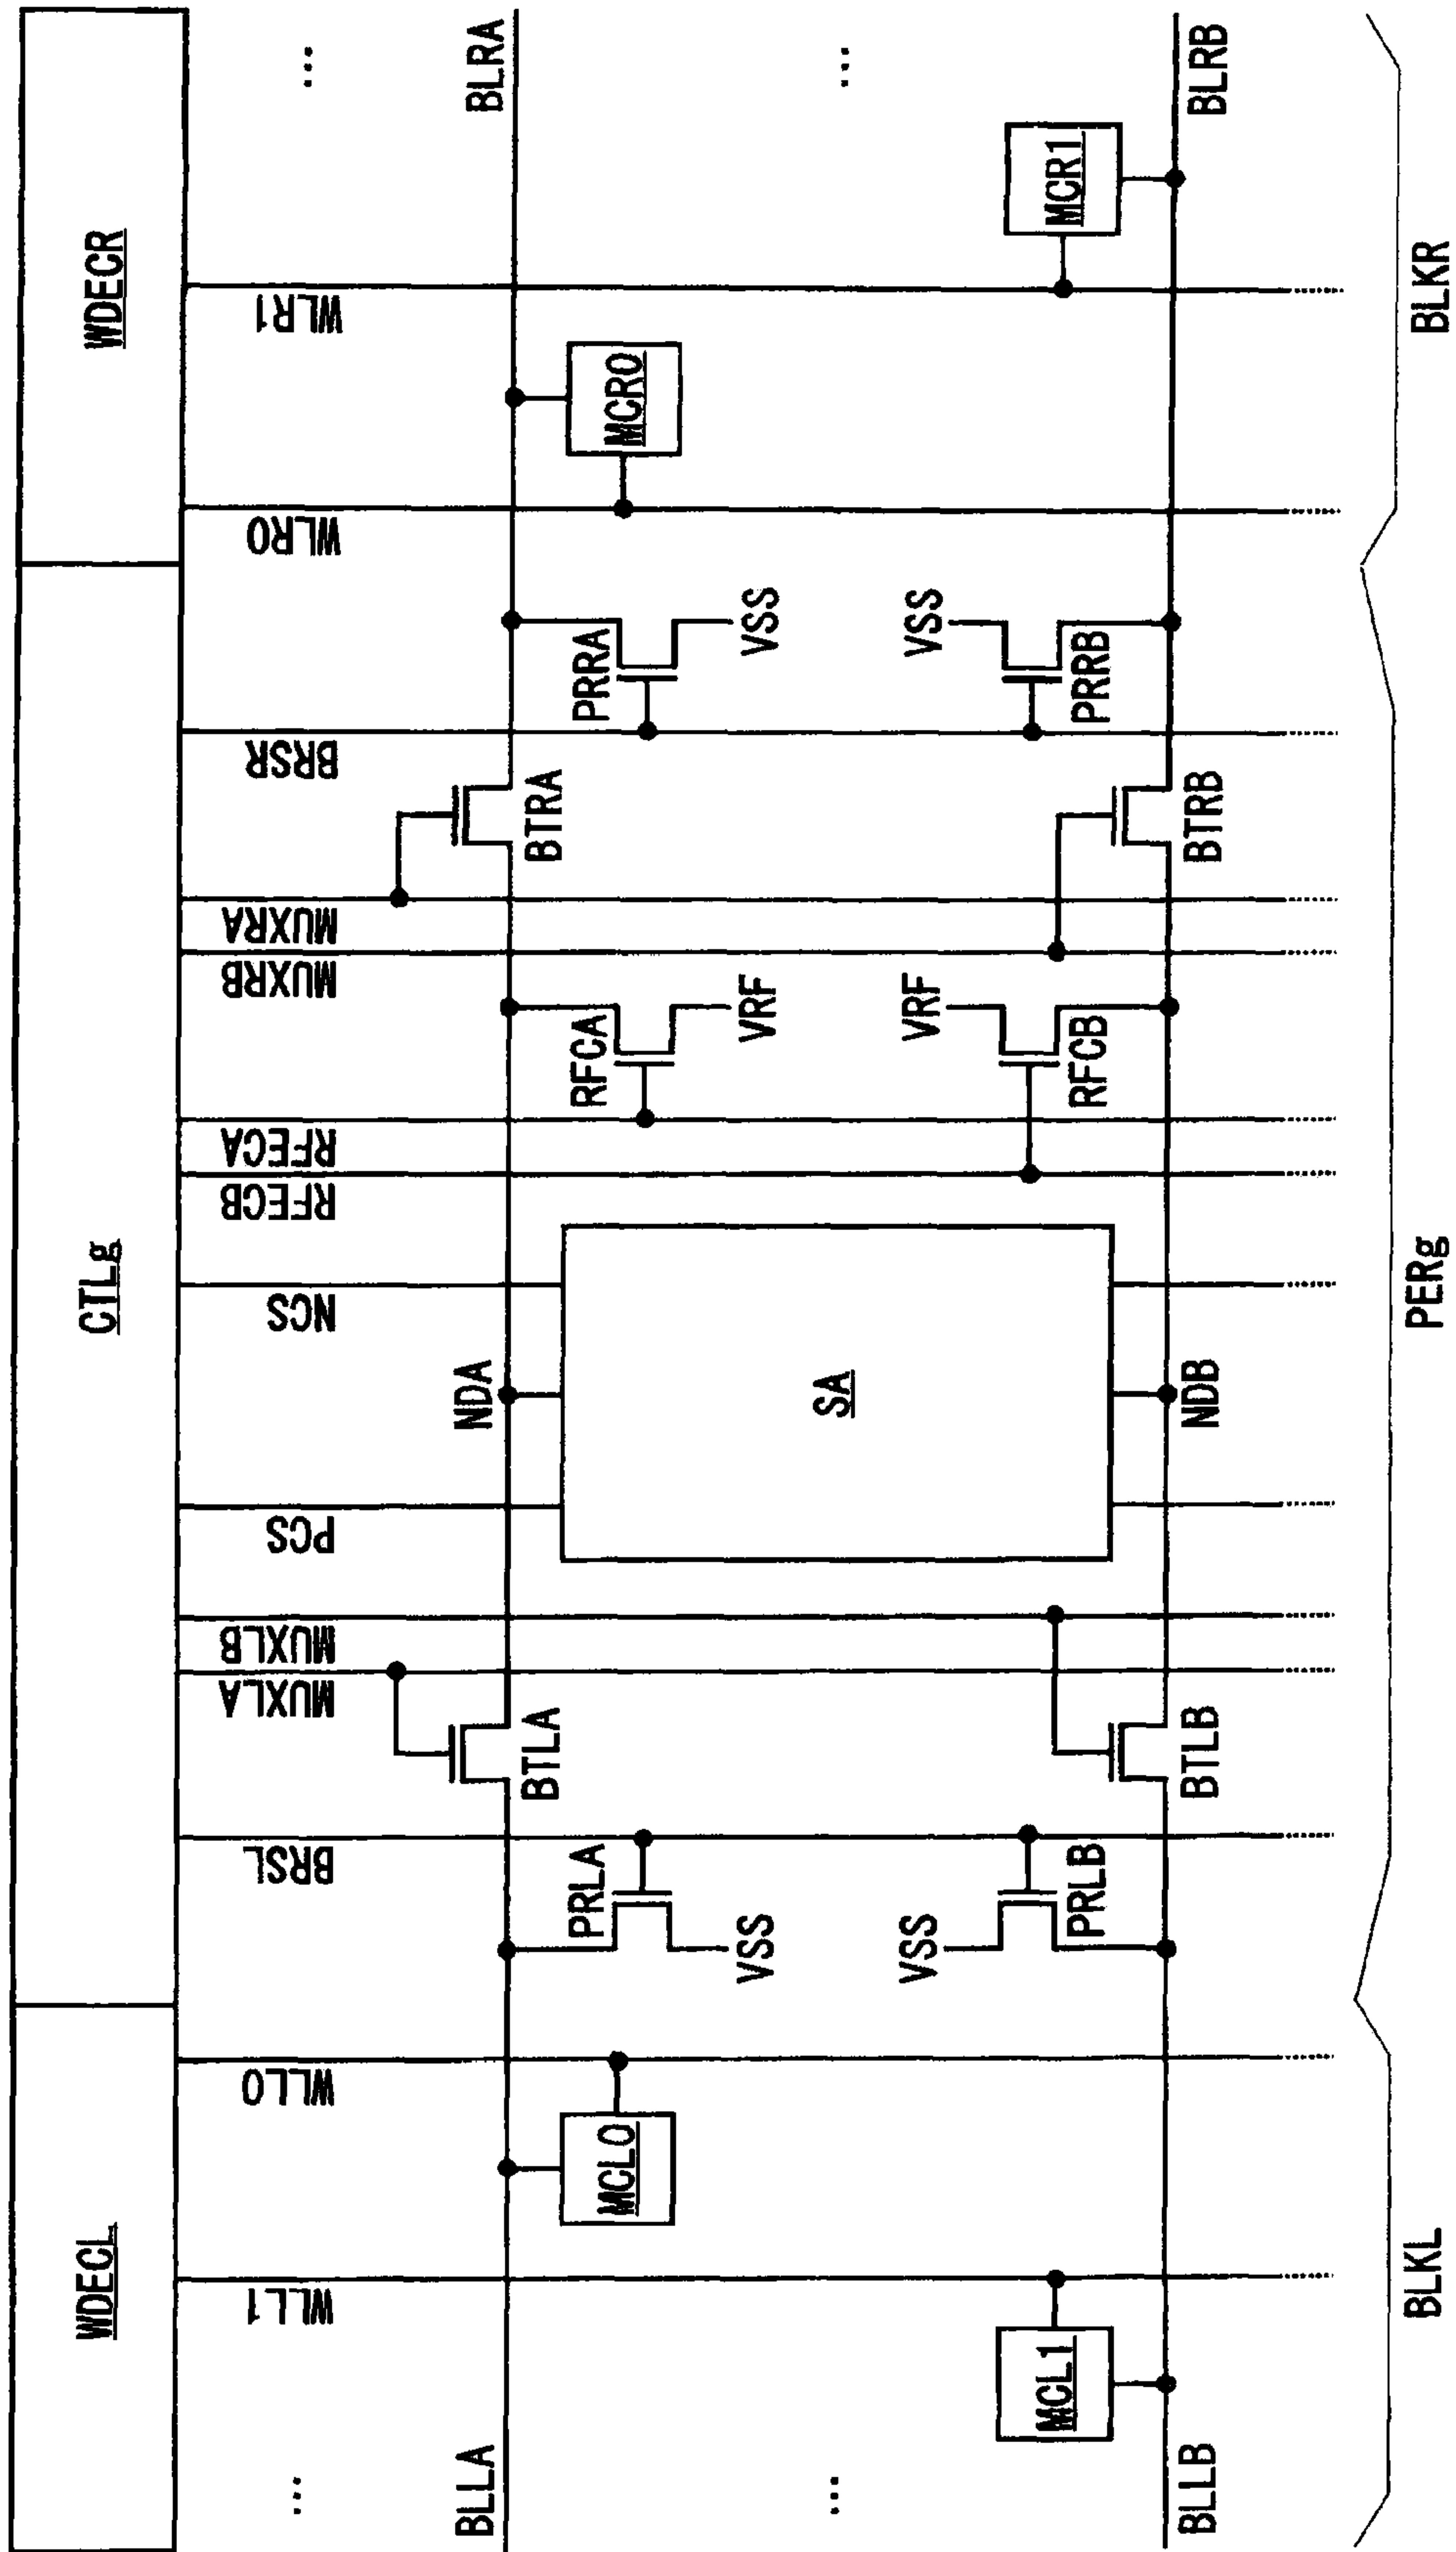 WDECL
CTLg
WDECR
WLL1
WLL0
BRSL
MUXLA
MUXLB
PCS
NCS
RFECB
RFECA
MUXRB
MUXRA
BRSR
WLR0
WLR1
...
...
BLLA
BTLA
NDA
BTRA
BLRA
MCL0
PRLA
VSS
RFCA
VRF
PRRA
VSS
MCR0
SA
...
...
MCL1
VSS
PRLB
VRF
RFCB
VSS
PRRB
MCR1
BLLB
BTLB
NDB
BTRB
BLRB
BLKL
PERg
BLKR